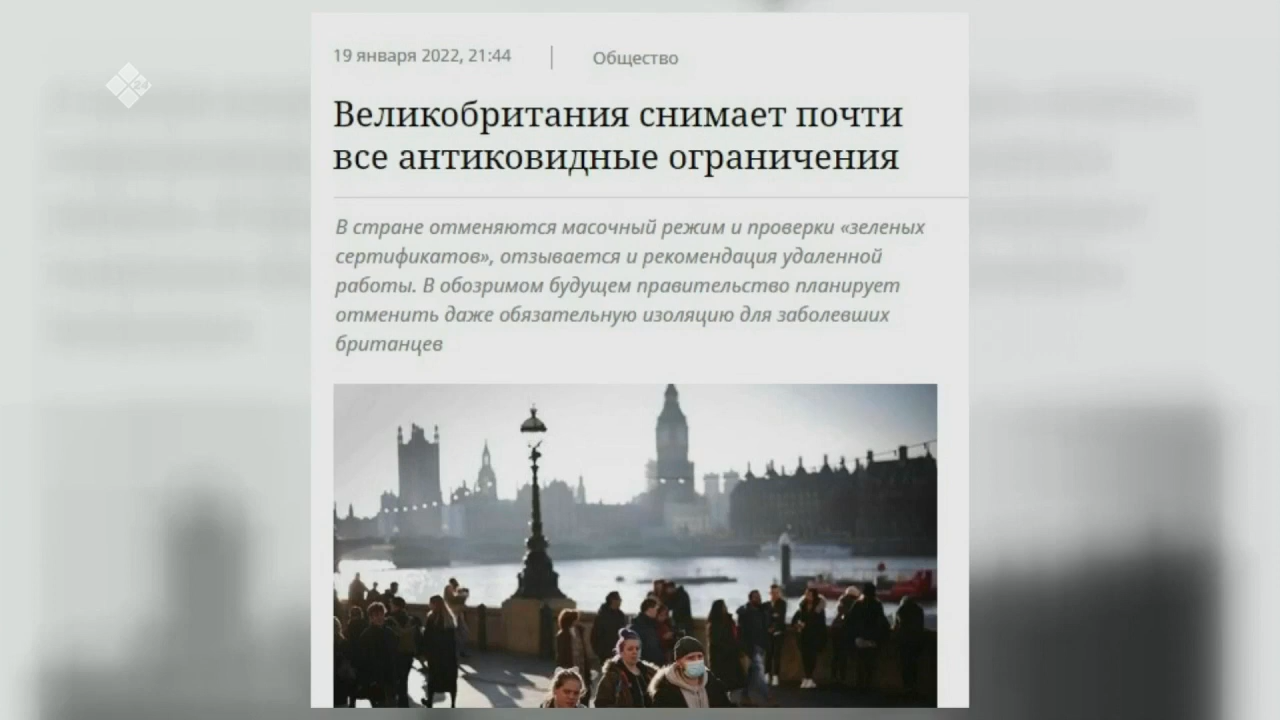 19 января 2022, 21:44
Общество
Великобритания снимает почти
все антиковидные ограничения
В стране отменяются масочный режим и проверки «зеленых
сертификатов», отзывается и рекомендация удаленной
работы. В обозримом будущем правительство планирует
отменить даже обязательную изоляцию для заболевших
британцев
24